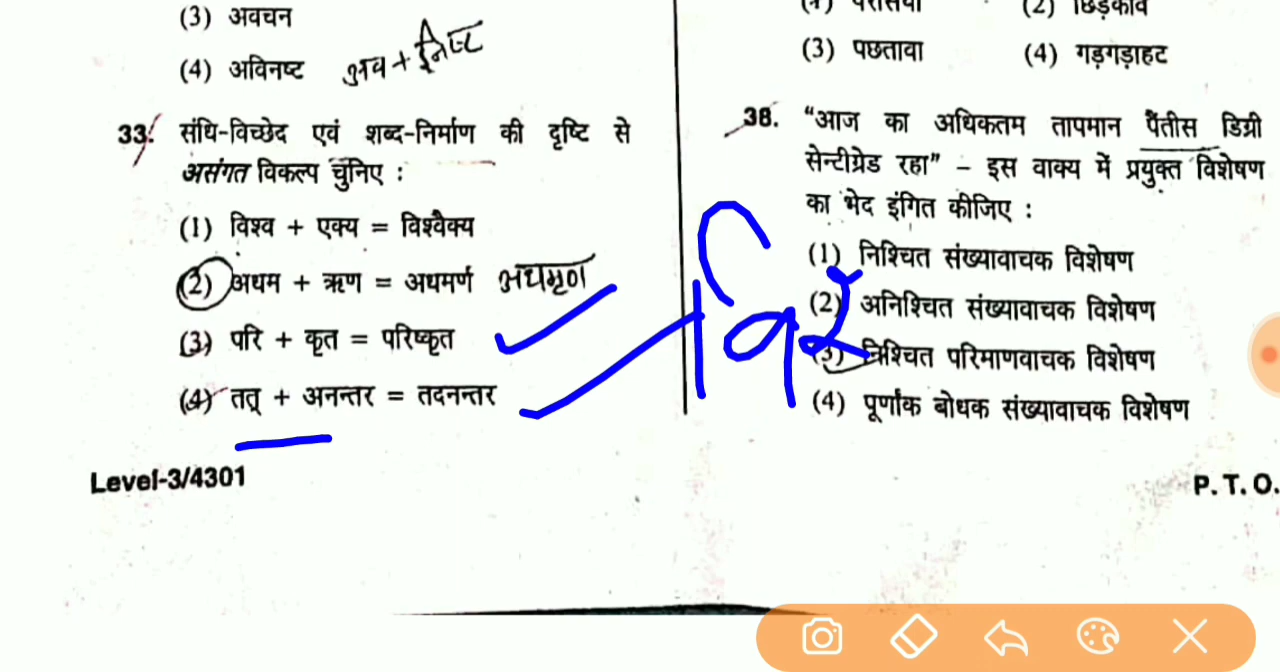 (3) अवचन
(4) अविनष्ट
33. संधि-विच्छेद एवं शब्द-निर्माण की दृष्टि से
असंगत विकल्प चुनिए :
(1) विश्व + एक्य = विश्वैक्य
(2) अधम + ऋण = अधमर्ण अधमृण
(3) परि + कृत = परिष्कृत
(4) तत् + अनन्तर = तदनन्तर
Level-3/4301
(2) छिड़काव
(3) पछतावा (4) गड़गड़ाहट
38. “आज का अधिकतम तापमान पैंतीस डिग्री
सेन्टीग्रेड रहा” – इस वाक्य में प्रयुक्त विशेषण
का भेद इंगित कीजिए :
(1) निश्चित संख्यावाचक विशेषण
(2) अनिश्चित संख्यावाचक विशेषण
(3) निश्चित परिमाणवाचक विशेषण
(4) पूर्णांक बोधक संख्यावाचक विशेषण
P.T.O.